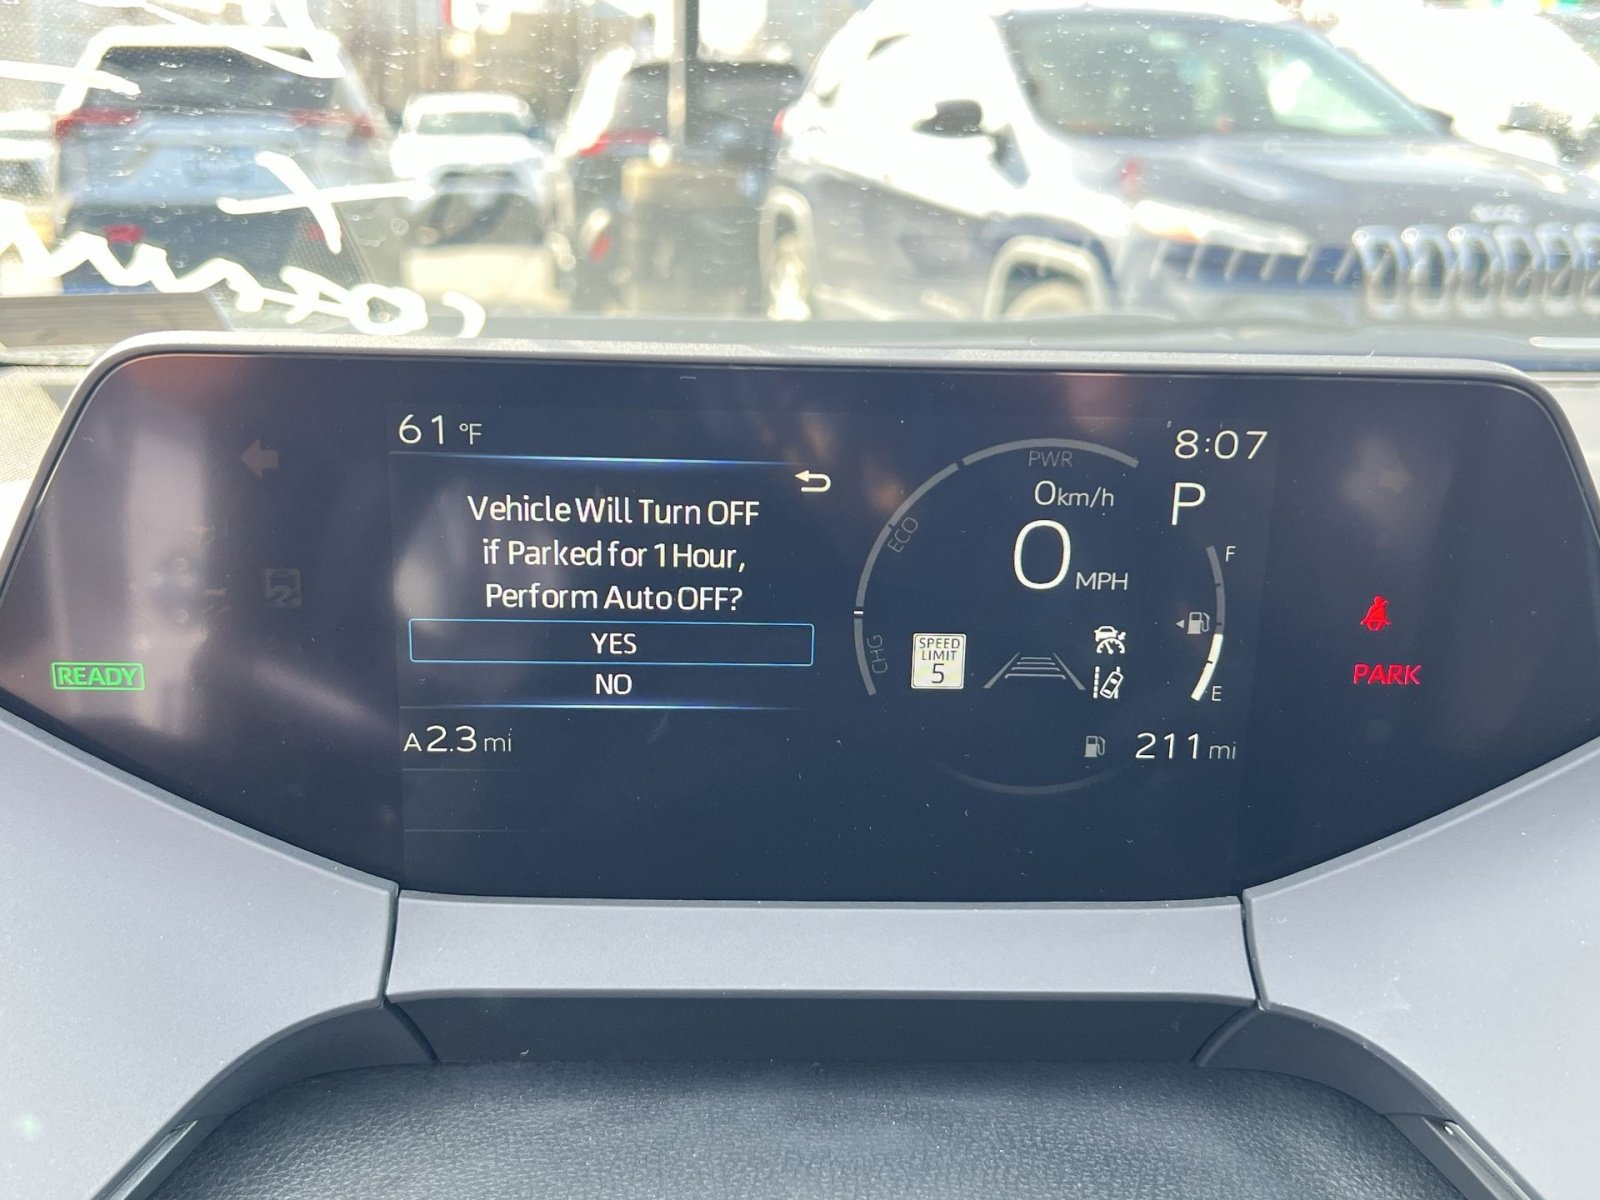 61 °F
8:07
PWR
0km/h
P
Vehicle Will Turn OFF
if Parked for 1 Hour,
Perform Auto OFF?
YES
NO
ECO
0 MPH
F
CHG
SPEED
LIMIT
5
E
READY
PARK
A 2.3 mi
211 mi
Jeep